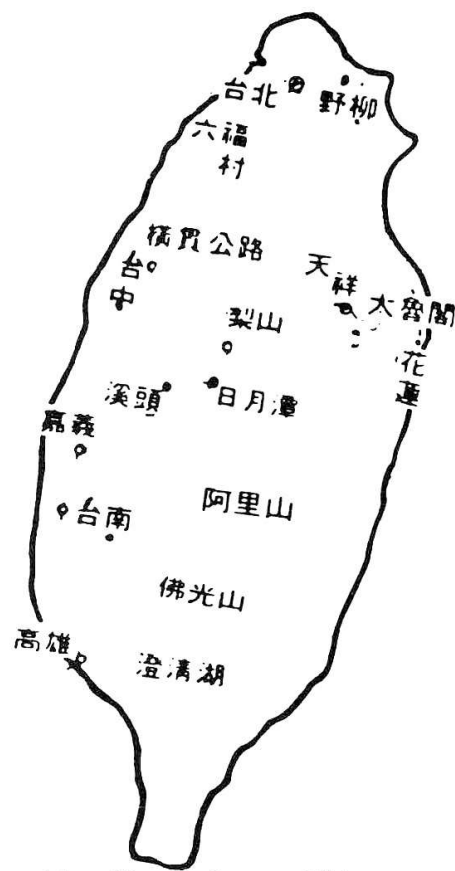 台北
野柳
六福村
橫貫公路
台中
天祥
太魯閣
梨山
花蓮
溪頭
日月潭
嘉義
台南
阿里山
佛光山
高雄
澄清湖